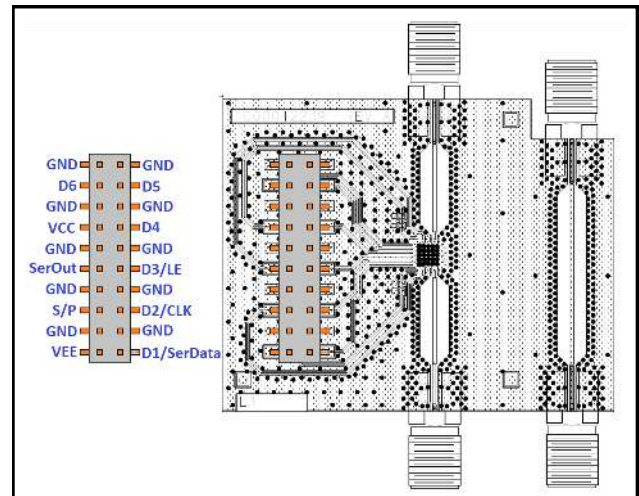 GND GND
D6 D5
GND GND
VCC D4
GND GND
SerOut D3/LE
GND GND
S/P D2/CLK
GND GND
VEE D1/SerData
L